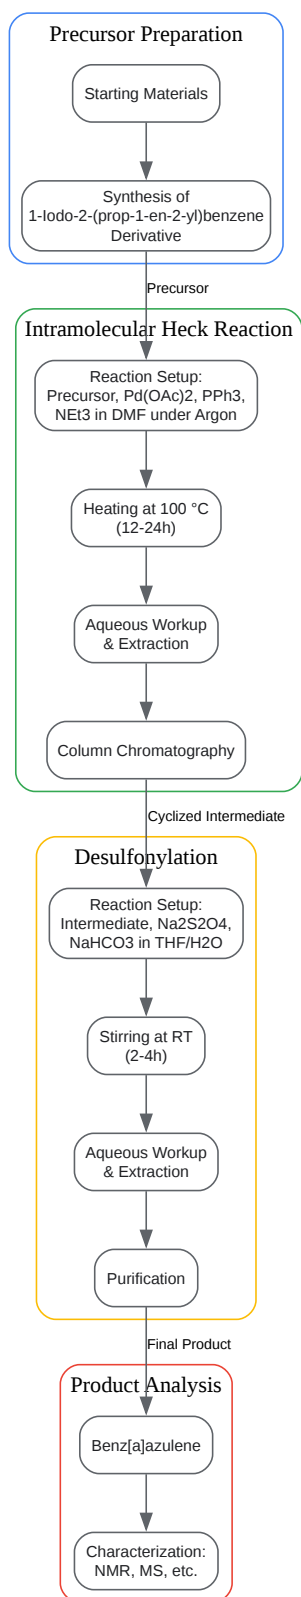 Precursor Preparation
Starting Materials
Synthesis of
1-Iodo-2-(prop-1-en-2-yl)benzene
Derivative
Precursor
Intramolecular Heck Reaction
Reaction Setup:
Precursor, Pd(OAc)2, PPh3,
NEt3 in DMF under Argon
Heating at 100 °C
(12-24h)
Aqueous Workup
& Extraction
Column Chromatography
Cyclized Intermediate
Desulfonylation
Reaction Setup:
Intermediate, Na2S2O4,
NaHCO3 in THF/H2O
Stirring at RT
(2-4h)
Aqueous Workup
& Extraction
Purification
Final Product
Product Analysis
Benz[a]azulene
Characterization:
NMR, MS, etc.